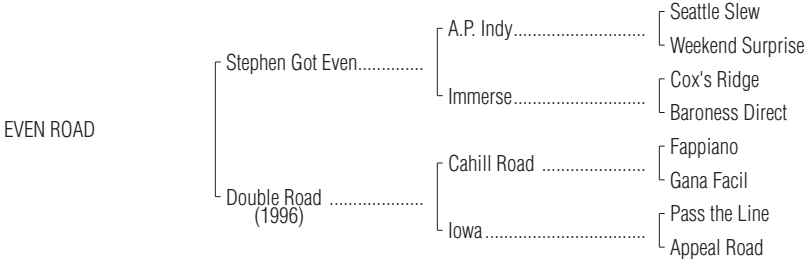 Seattle Slew
A.P. Indy..............................
Weekend Surprise
Stephen Got Even..............
Cox's Ridge
Immerse..............................
Baroness Direct
EVEN ROAD
Fappiano
Cahill Road ........................
Gana Facil
Double Road ....................
(1996)
Pass the Line
Iowa.....................................
Appeal Road